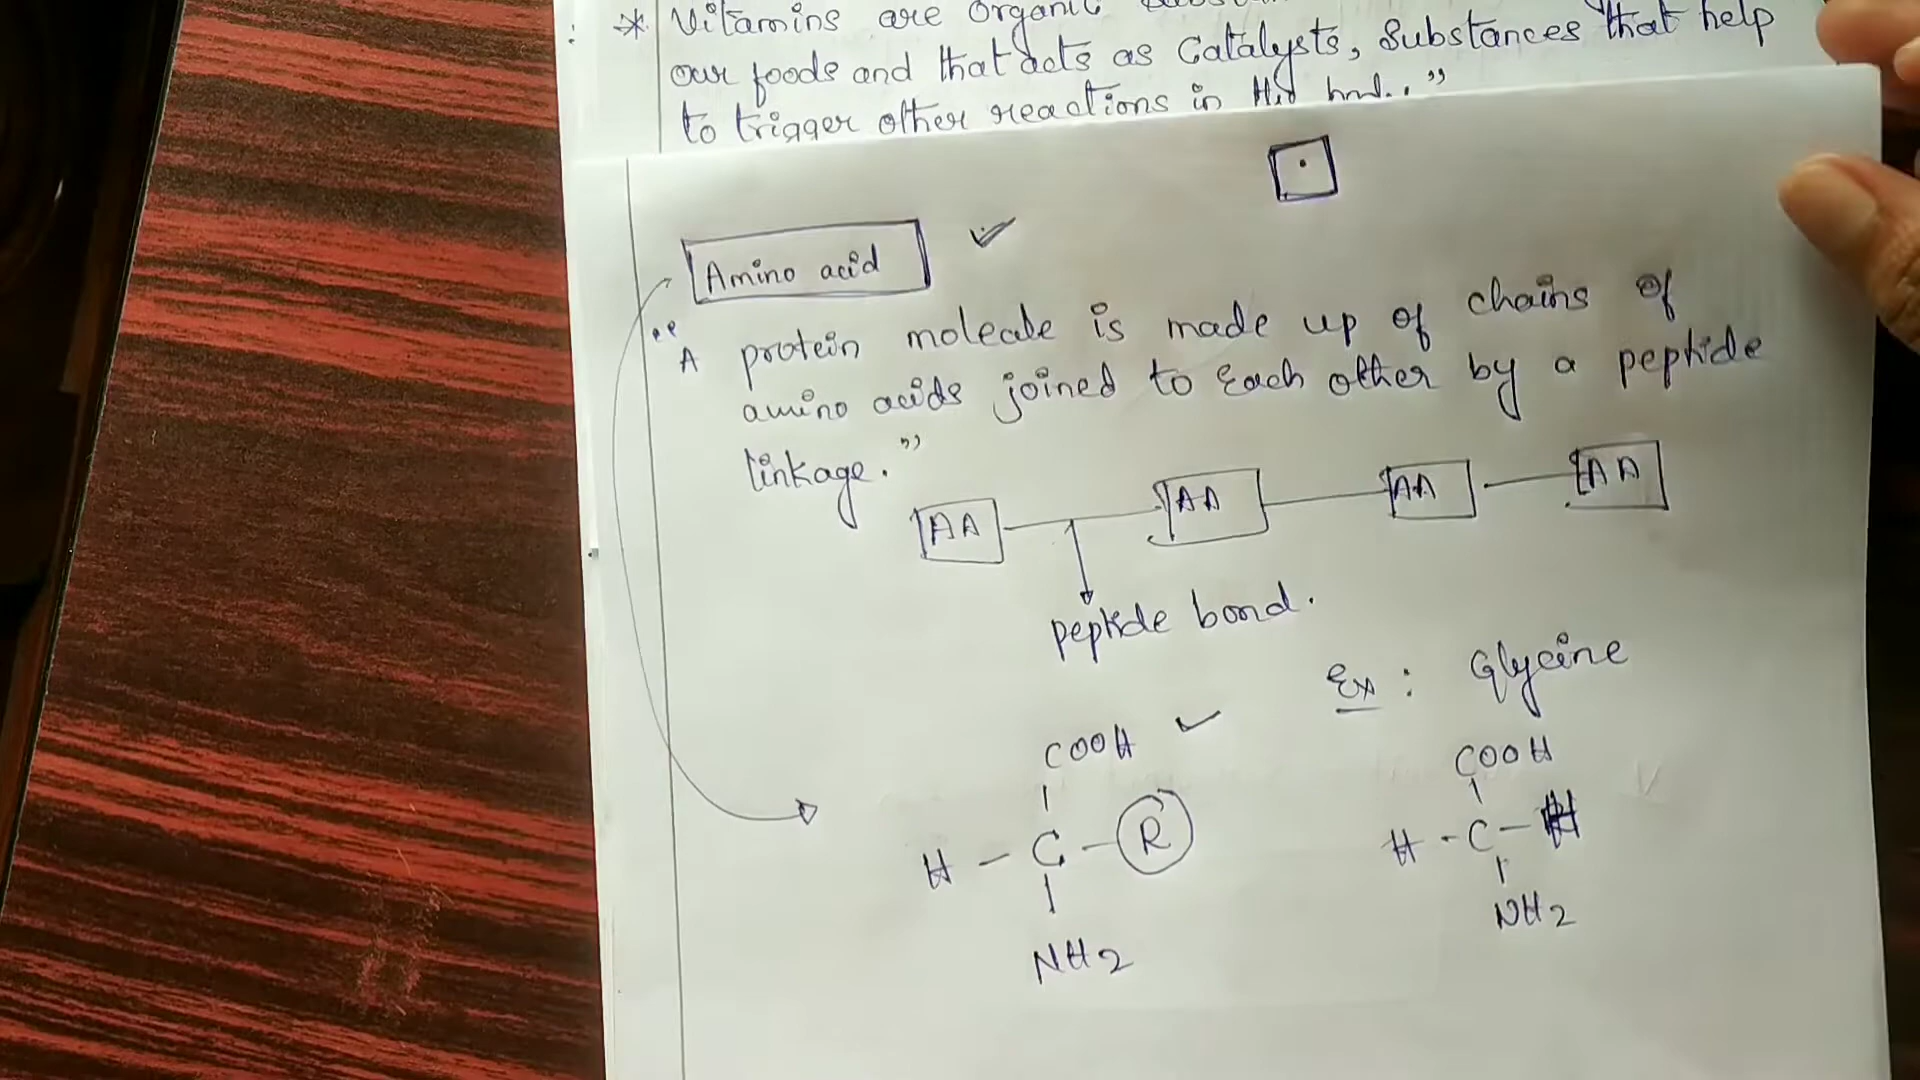 : * Vitamins are organic
our foods and that acts as Catalysts, Substances that help
to trigger other reactions in
Amino acid
"A protein molecule is made up of chains of
amino acids joined to Each other by a peptide
linkage."
AA AA AA AA
peptide bond.
Ex : Glycine
COOH
H - C - R
NH2
COOH
H - C - H
NH2